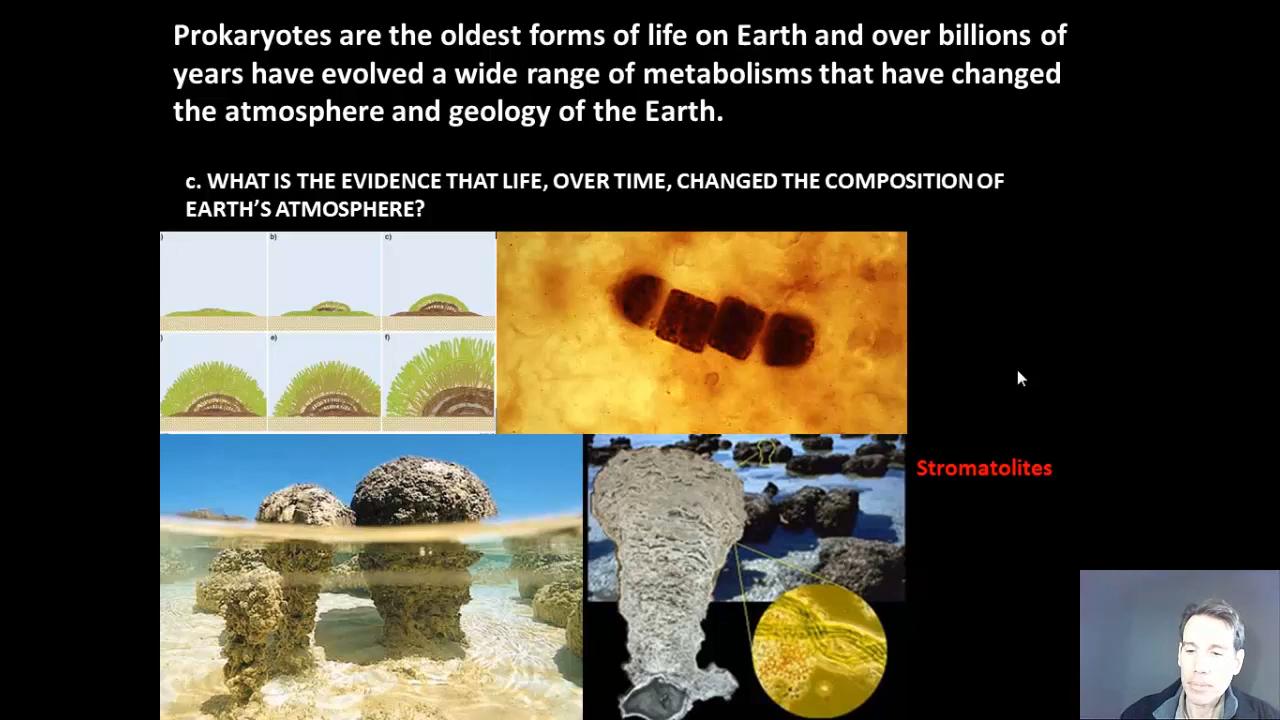 Prokaryotes are the oldest forms of life on Earth and over billions of
years have evolved a wide range of metabolisms that have changed
the atmosphere and geology of the Earth.
c. WHAT IS THE EVIDENCE THAT LIFE, OVER TIME, CHANGED THE COMPOSITION OF
EARTH’S ATMOSPHERE?
) b) c)
) e) f)
Stromatolites